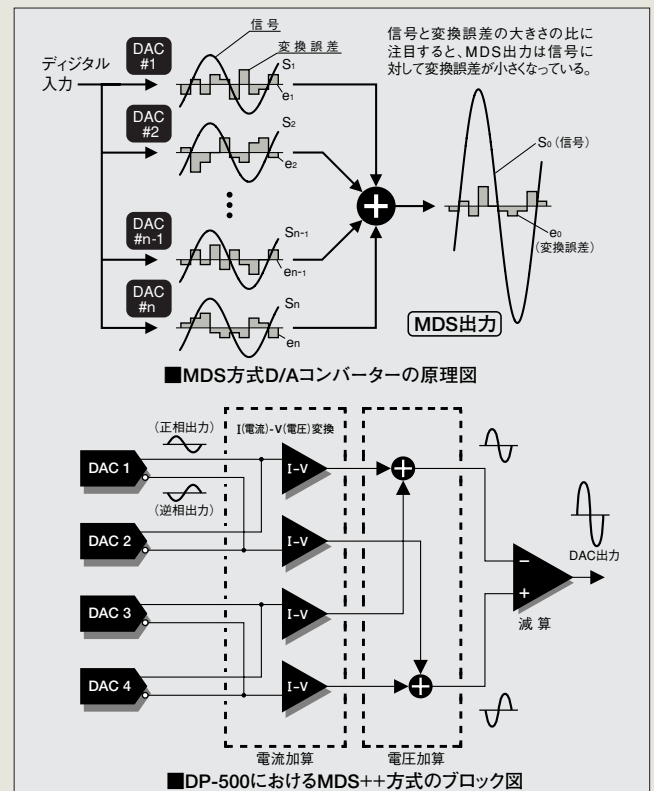 信号
変換誤差
信号と変換誤差の大きさの比に
注目すると、MDS出力は信号に
対して変換誤差が小さくなっている。
ディジタル
入力
DAC
#1
S1
e1
DAC
#2
S2
e2
DAC
#n-1
Sn-1
en-1
DAC
#n
Sn
en
+
S0(信号)
e0
(変換誤差)
MDS出力
■MDS方式D/Aコンバーターの原理図
(正相出力)
I(電流)-V(電圧)変換
DAC 1
I-V
(逆相出力)
DAC 2
I-V
DAC 3
I-V
DAC 4
I-V
+
+
−
+
DAC出力
減算
電流加算
電圧加算
■DP-500におけるMDS++方式のブロック図